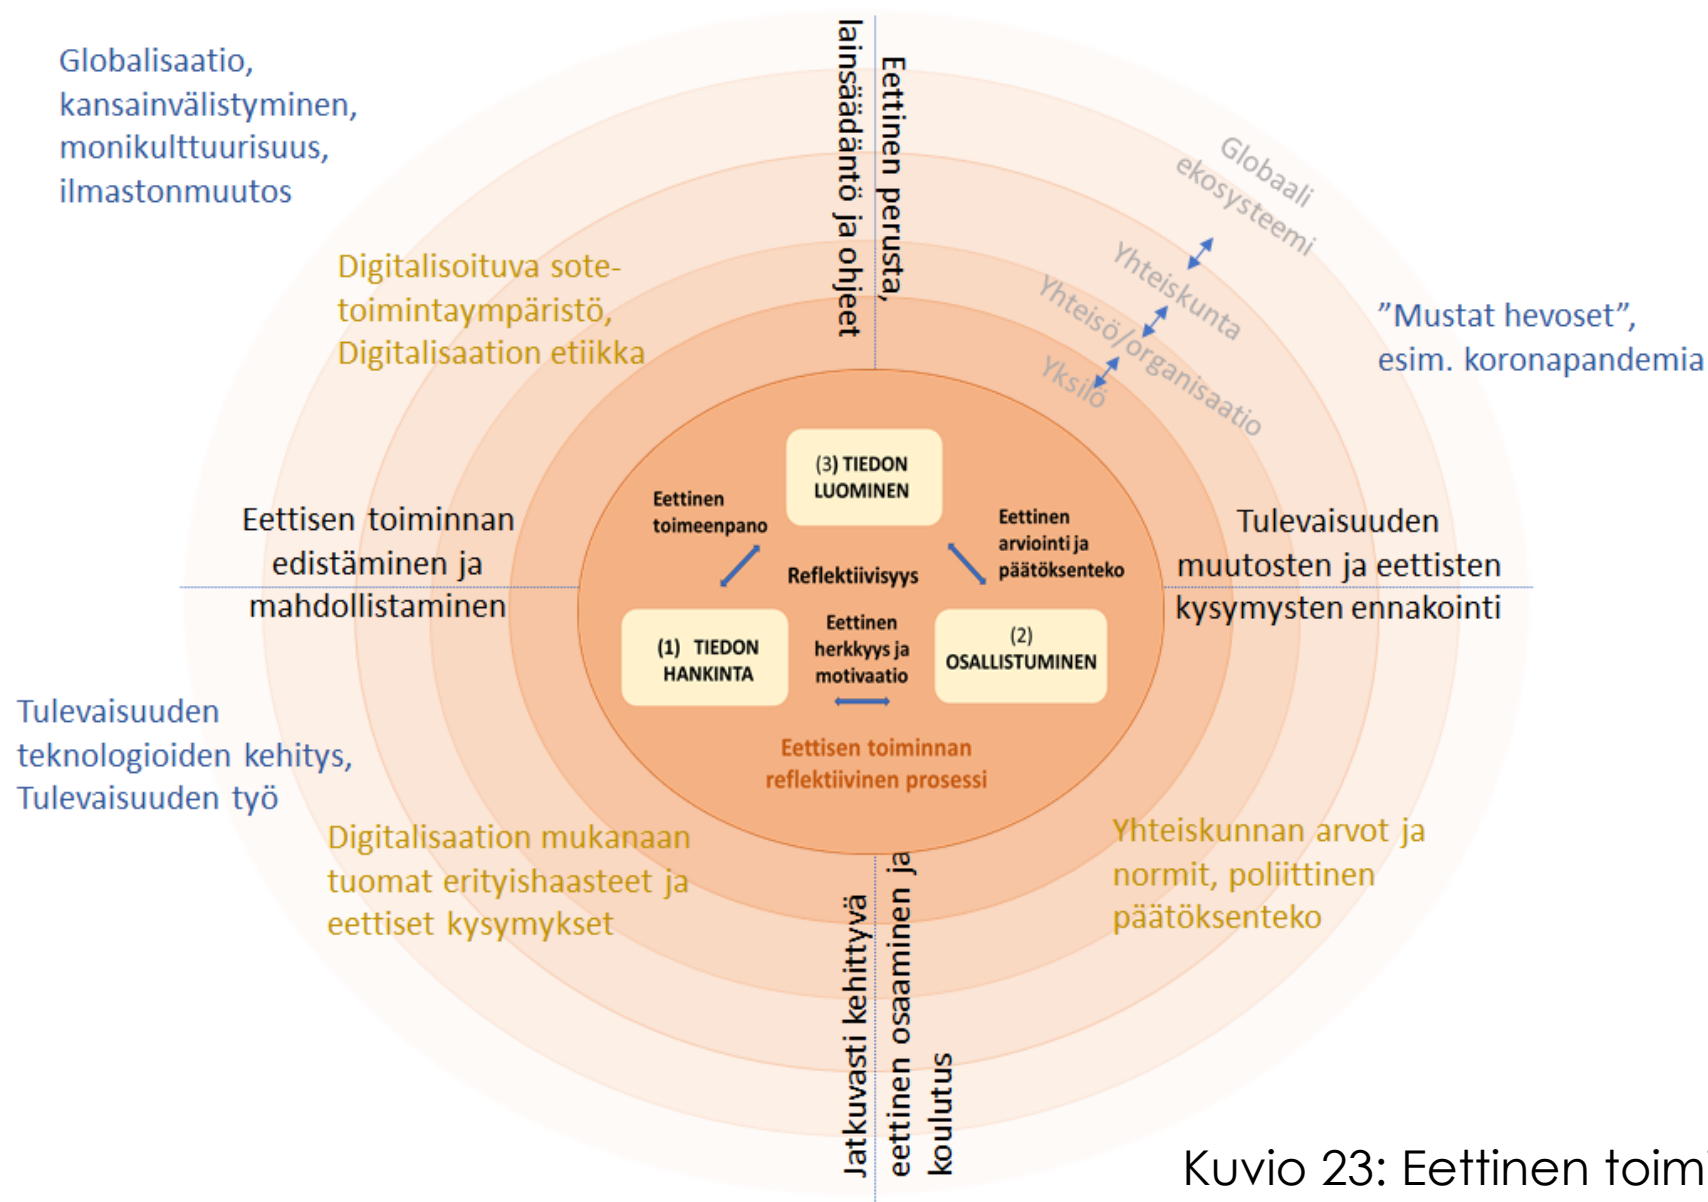 Globalisaatio,
kansainvälistyminen,
monikulttuurisuus,
ilmastonmuutos
Eettinen perusta,
lainsäädäntö ja ohjeet
Globaali
ekosysteemi
Yhteiskunta
Yhteisö/organisaatio
Yksilö
Digitalisoituva sote-
toimintaympäristö,
Digitalisaation etiikka
”Mustat hevoset”,
esim. koronapandemia
(3) TIEDON
LUOMINEN
Eettinen
toimeenpano
Eettinen
arviointi ja
päätöksenteko
Reflektiivisyys
Eettisen toiminnan
edistäminen ja
mahdollistaminen
Tulevaisuuden
muutosten ja eettisten
kysymysten ennakointi
(1) TIEDON
HANKINTA
Eettinen
herkkyys ja
motivaatio
(2)
OSALLISTUMINEN
Eettisen toiminnan
reflektiivinen prosessi
Tulevaisuuden
teknologioiden kehitys,
Tulevaisuuden työ
Digitalisaation mukanaan
tuomat erityishaasteet ja
eettiset kysymykset
Yhteiskunnan arvot ja
normit, poliittinen
päätöksenteko
Jatkuvasti kehittyvä
eettinen osaaminen ja
koulutus
Kuvio 23: Eettinen toimi